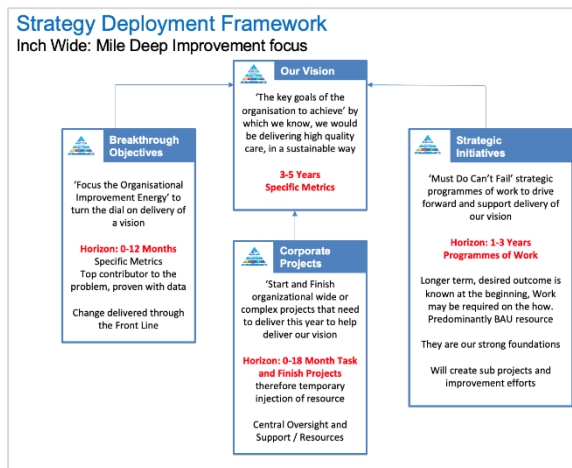 Strategy Deployment Framework
Inch Wide: Mile Deep Improvement focus
Our Vision
'The key goals of the
organisation to achieve' by
which we know, we would
be delivering high quality
care, in a sustainable way
3-5 Years
Specific Metrics
Breakthrough
Objectives
'Focus the Organisational
Improvement Energy' to
turn the dial on delivery of
a vision
Horizon: 0-12 Months
Specific Metrics
Top contributor to the
problem, proven with data
Change delivered through
the Front Line
Corporate
Projects
'Start and Finish
organizational wide or
complex projects that need
to deliver this year to help
deliver our vision
Horizon: 0-18 Month Task
and Finish Projects
therefore temporary
injection of resource
Central Oversight and
Support / Resources
Strategic
Initiatives
'Must Do Can't Fail' strategic
programmes of work to drive
forward and support delivery of
our vision
Horizon: 1-3 Years
Programmes of Work
Longer term, desired outcome is
known at the beginning, Work
may be required on the how.
Predominantly BAU resource
They are our strong foundations
Will create sub projects and
improvement efforts